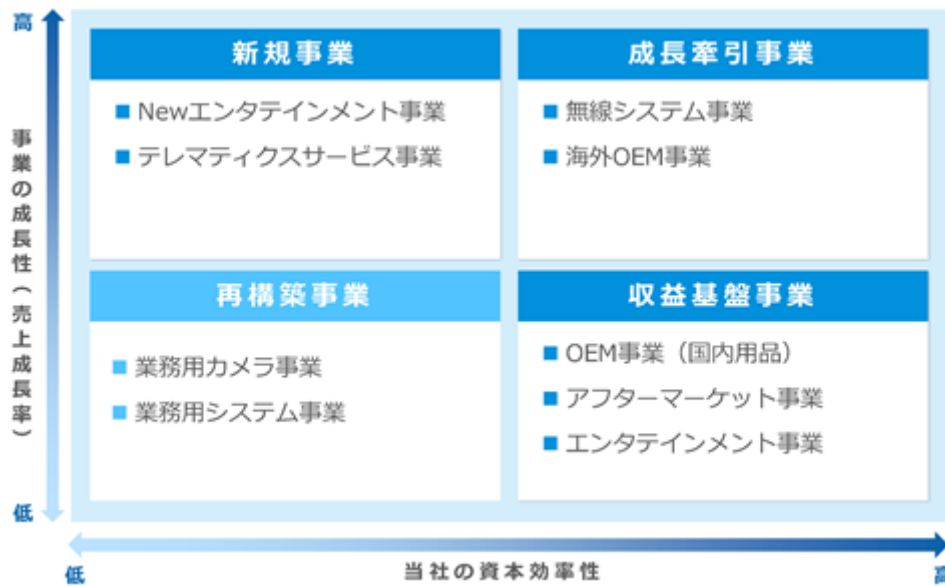 高
事業の成長性(売上成長率)
低
新規事業
■ Newエンタテインメント事業
■ テレマティクスサービス事業
成長牽引事業
■ 無線システム事業
■ 海外OEM事業
再構築事業
■ 業務用カメラ事業
■ 業務用システム事業
収益基盤事業
■ OEM事業（国内用品）
■ アフターマーケット事業
■ エンタテインメント事業
低
当社の資本効率性
高